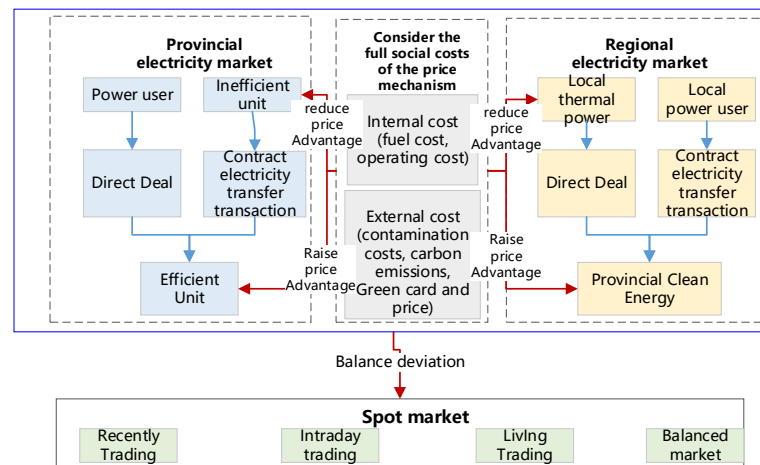 Provincial
electricity market
Power user
Inefficient
unit
Direct Deal
Contract
electricity
transfer
transaction
Efficient
Unit
Consider the
full social costs
of the price
mechanism
reduce
price
Advantage
Internal cost
(fuel cost,
operating cost)
reduce
price
Advantage
External cost
(contamination
costs, carbon
emissions,
Green card and
price)
Raise
price
Advantage
Raise
price
Advantage
Regional
electricity market
Local
thermal
power
Local
power user
Direct Deal
Contract
electricity
transfer
transaction
Provincial Clean
Energy
Balance deviation
Spot market
Recently
Trading
Intraday
trading
LivIng
Trading
Balanced
market